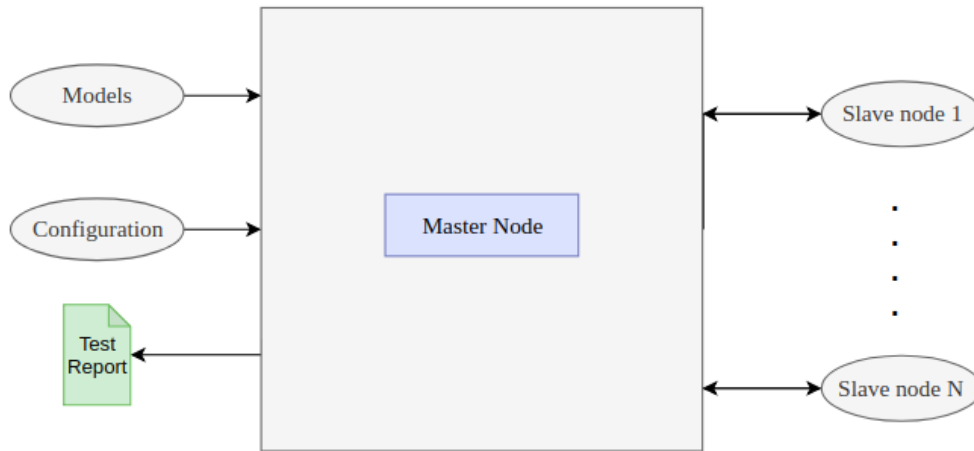 Models
Configuration
Test
Report
Master Node
Slave node 1
Slave node N